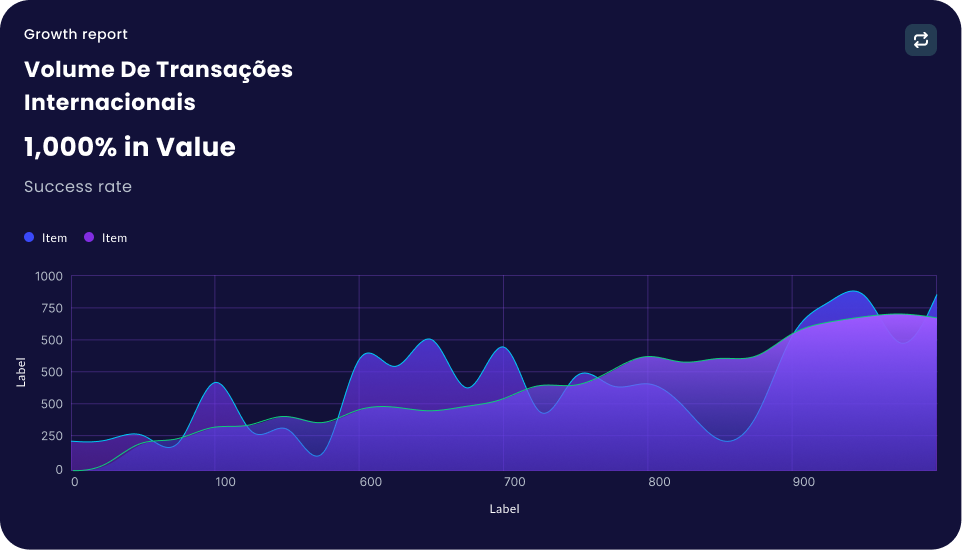 Growth report
Volume De Transações
Internacionais
1,000% in Value
Success rate
Item
Item
1000
750
500
500
500
250
0
Label
0
100
600
700
800
900
Label